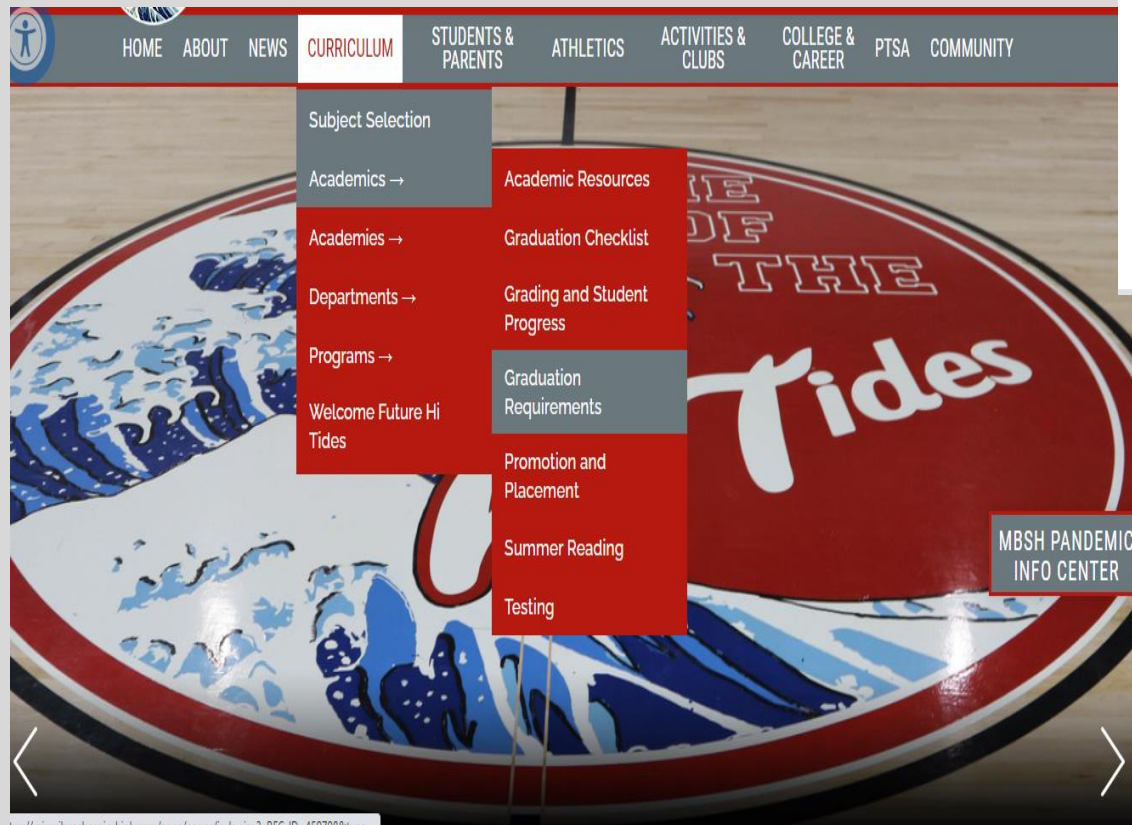 HOME ABOUT NEWS CURRICULUM STUDENTS & PARENTS ATHLETICS ACTIVITIES & CLUBS COLLEGE & CAREER PTSA COMMUNITY
Subject Selection
Academics →
Academies →
Departments →
Programs →
Welcome Future Hi
Tides
Academic Resources
Graduation Checklist
Grading and Student
Progress
Graduation
Requirements
Promotion and
Placement
Summer Reading
Testing
OF
THE
Tides
MBSH PANDEMIC
INFO CENTER